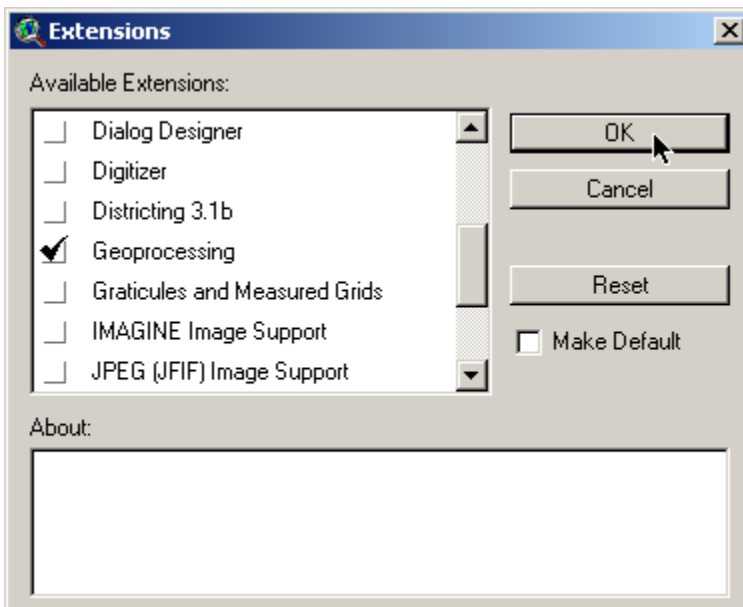 Extensions
Available Extensions:
Dialog Designer
Digitizer
Districting 3.1b
Geoprocessing
Graticules and Measured Grids
IMAGINE Image Support
JPEG (JFIF) Image Support
OK
Cancel
Reset
Make Default
About: